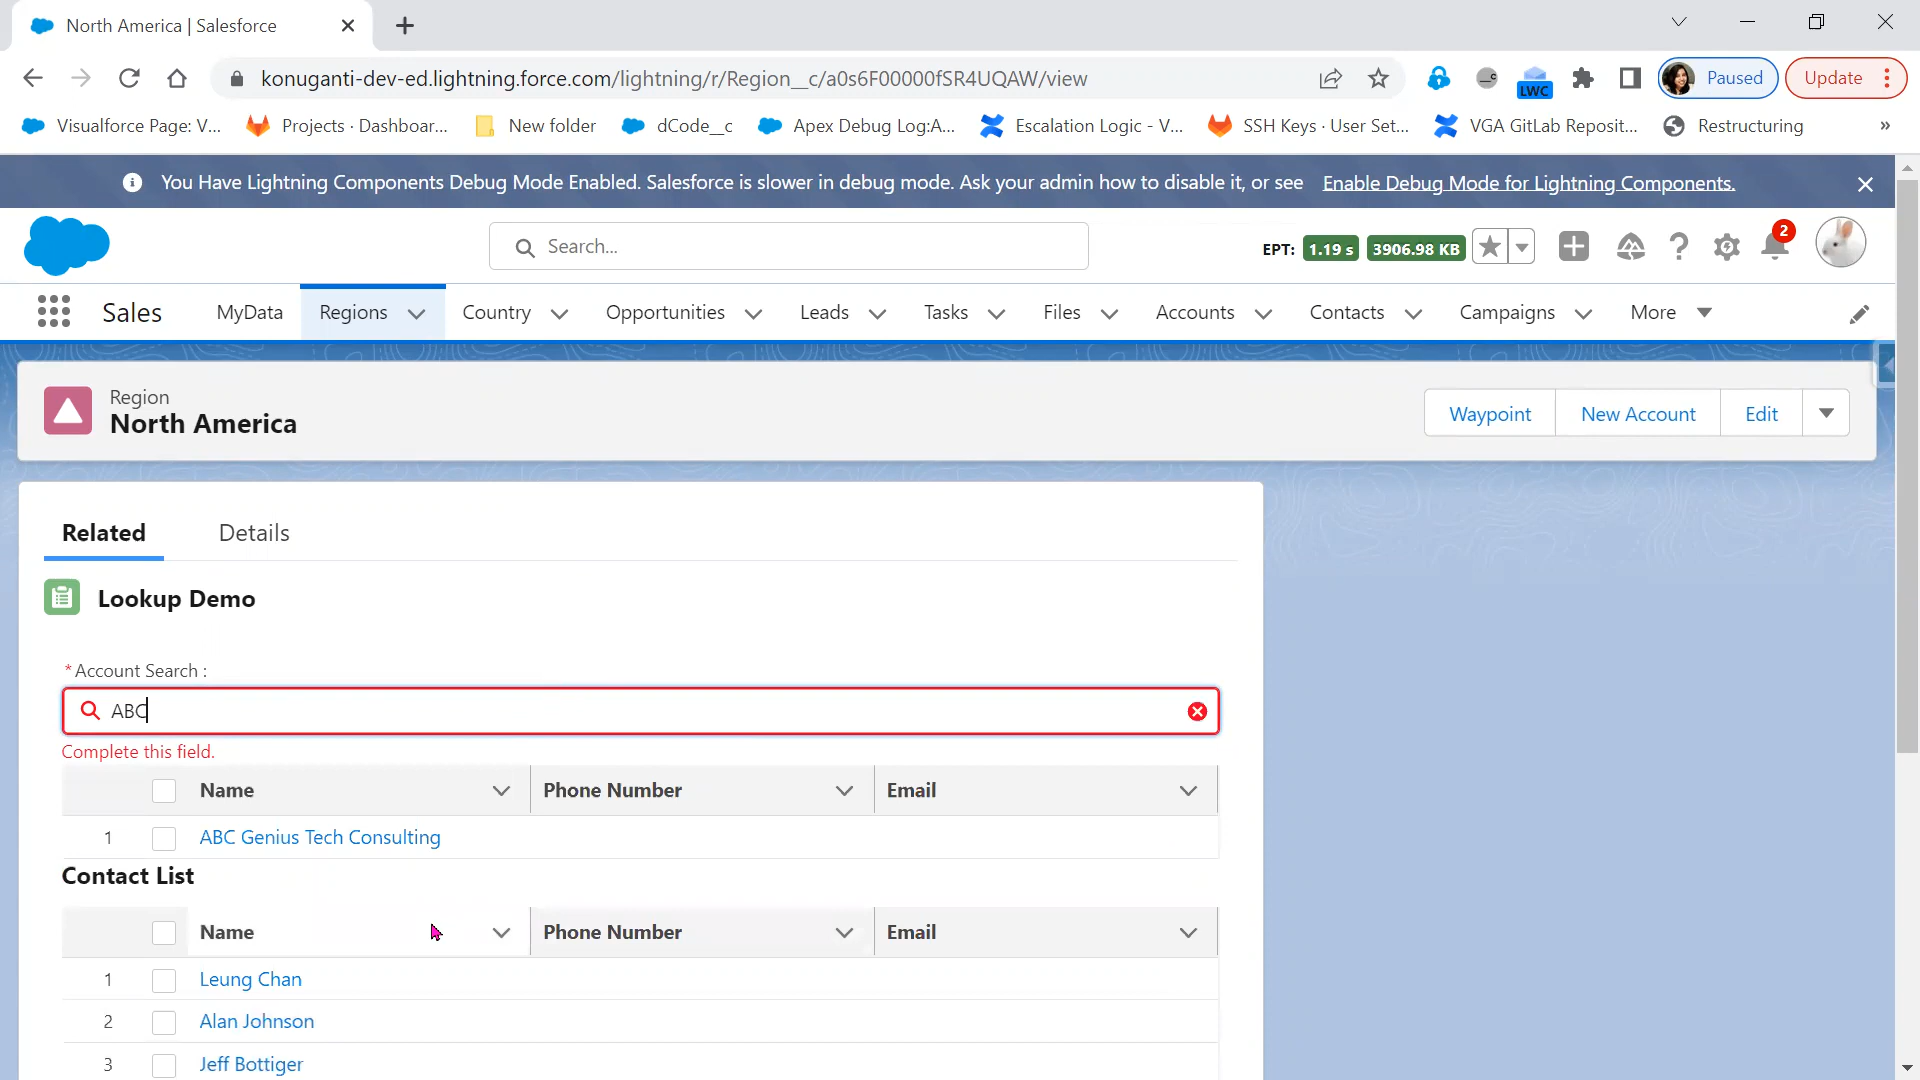 North America | Salesforce
konuganti-dev-ed.lightning.force.com/lightning/r/Region__c/a0s6F00000fSR4UQAW/view
LWC
Paused
Update
Visualforce Page: V...
Projects · Dashboar...
New folder
dCode__c
Apex Debug Log:A...
Escalation Logic - V...
SSH Keys · User Set...
VGA GitLab Reposit...
Restructuring
»
You Have Lightning Components Debug Mode Enabled. Salesforce is slower in debug mode. Ask your admin how to disable it, or see Enable Debug Mode for Lightning Components.
Search...
EPT: 1.19 s 3906.98 KB
2
Sales
MyData
Regions
Country
Opportunities
Leads
Tasks
Files
Accounts
Contacts
Campaigns
More
Region
North America
Waypoint
New Account
Edit
Related
Details
Lookup Demo
* Account Search :
ABC
Complete this field.
Name
Phone Number
Email
1
ABC Genius Tech Consulting
Contact List
Name
Phone Number
Email
1
Leung Chan
2
Alan Johnson
3
Jeff Bottiger